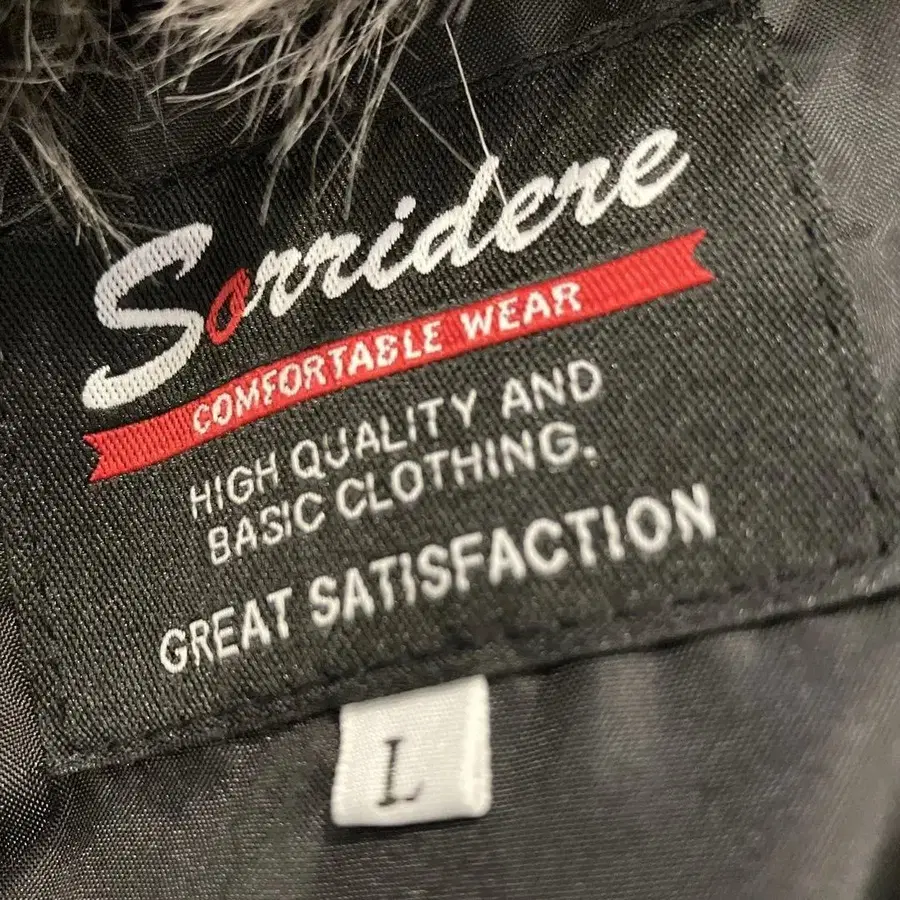 Sorridere
COMFORTABLE WEAR
HIGH QUALITY AND
BASIC CLOTHING.
GREAT SATISFACTION
L